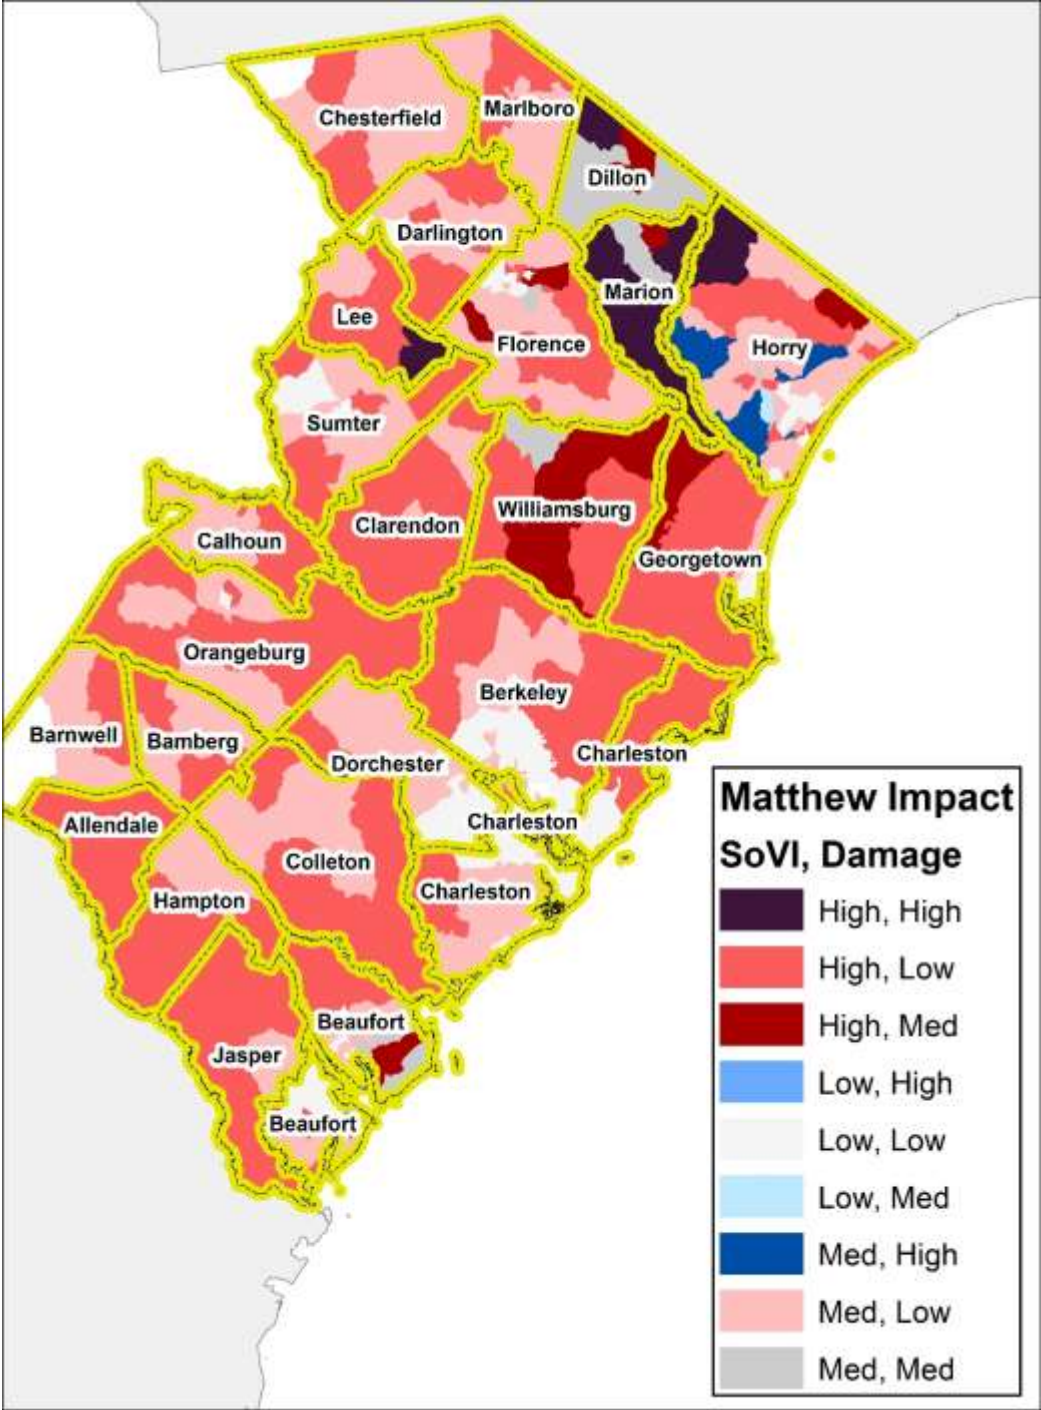 Chesterfield
Marlboro
Dillon
Darlington
Marion
Lee
Florence
Horry
Sumter
Williamsburg
Clarendon
Calhoun
Georgetown
Orangeburg
Berkeley
Barnwell
Bamberg
Charleston
Dorchester
Allendale
Charleston
Colleton
Charleston
Hampton
Beaufort
Jasper
Beaufort
Matthew Impact
SoVI, Damage
High, High
High, Low
High, Med
Low, High
Low, Low
Low, Med
Med, High
Med, Low
Med, Med